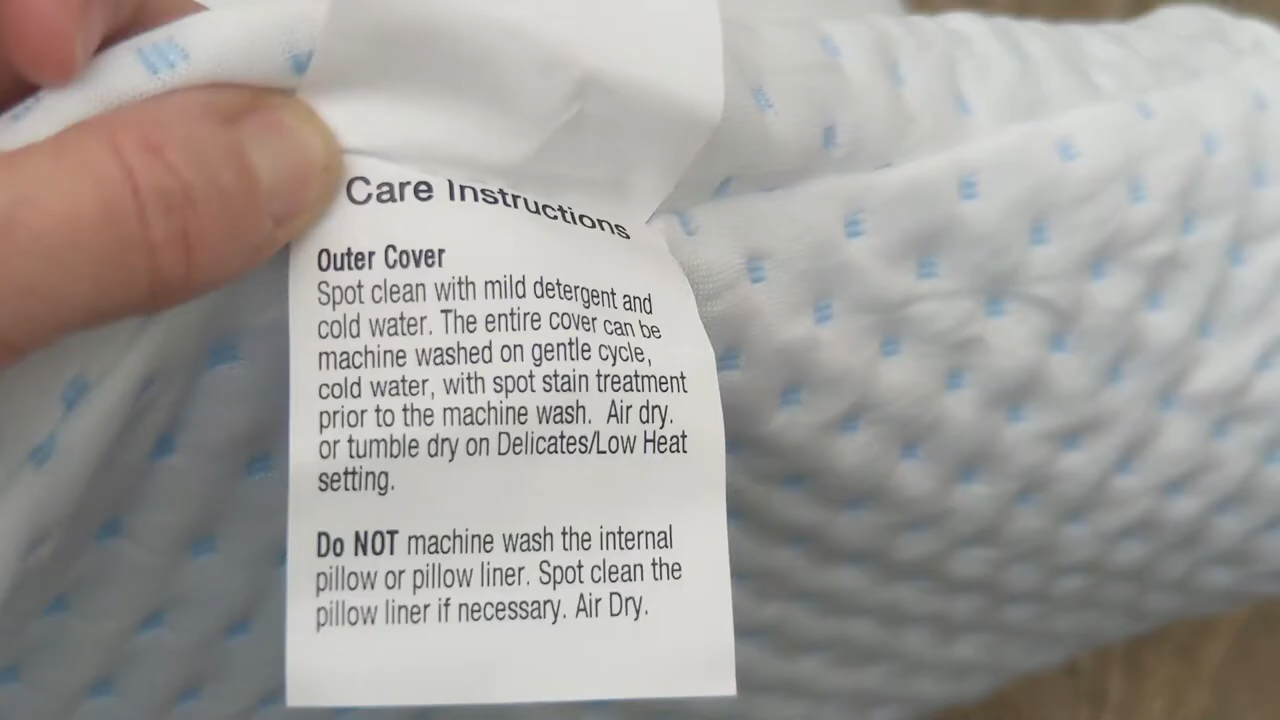 Care Instructions
Outer Cover
Spot clean with mild detergent and
cold water. The entire cover can be
machine washed on gentle cycle,
cold water, with spot stain treatment
prior to the machine wash.  Air dry.
or tumble dry on Delicates/Low Heat
setting.
Do NOT machine wash the internal
pillow or pillow liner. Spot clean the
pillow liner if necessary. Air Dry.